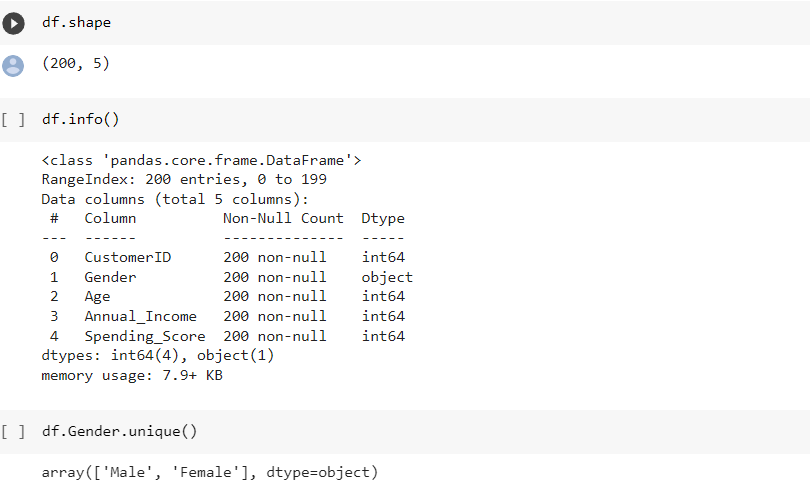 df.shape
(200, 5)
[ ] df.info()
<class 'pandas.core.frame.DataFrame'>
RangeIndex: 200 entries, 0 to 199
Data columns (total 5 columns):
 #   Column          Non-Null Count  Dtype
---  ------          --------------  -----
 0   CustomerID      200 non-null    int64
 1   Gender          200 non-null    object
 2   Age             200 non-null    int64
 3   Annual_Income   200 non-null    int64
 4   Spending_Score  200 non-null    int64
dtypes: int64(4), object(1)
memory usage: 7.9+ KB
[ ] df.Gender.unique()
array(['Male', 'Female'], dtype=object)